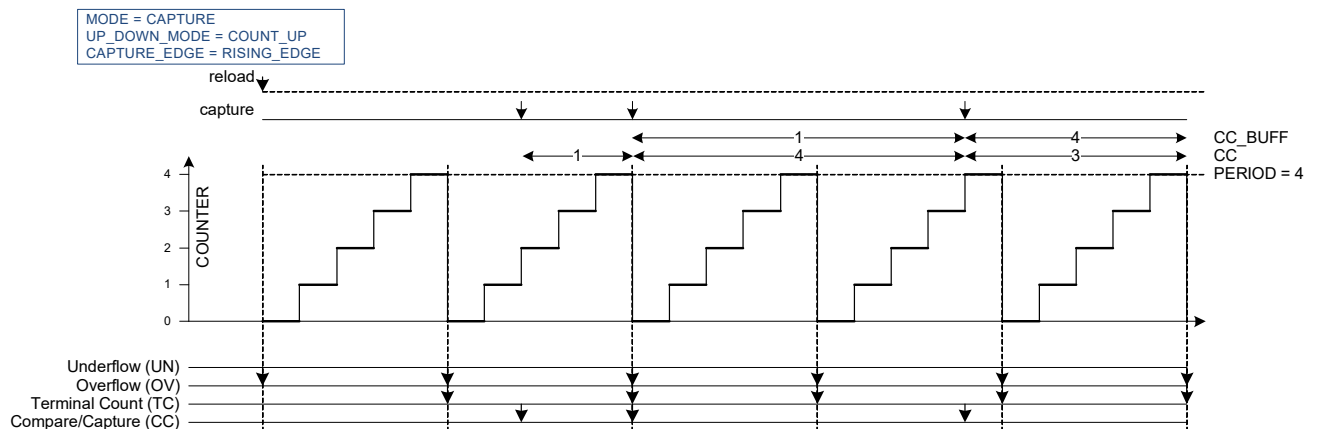 MODE = CAPTURE
UP_DOWN_MODE = COUNT_UP
CAPTURE_EDGE = RISING_EDGE
reload
capture
1 4 CC_BUFF
1 4 3 CC
4 PERIOD = 4
3
2
1
0
COUNTER
Underflow (UN)
Overflow (OV)
Terminal Count (TC)
Compare/Capture (CC)